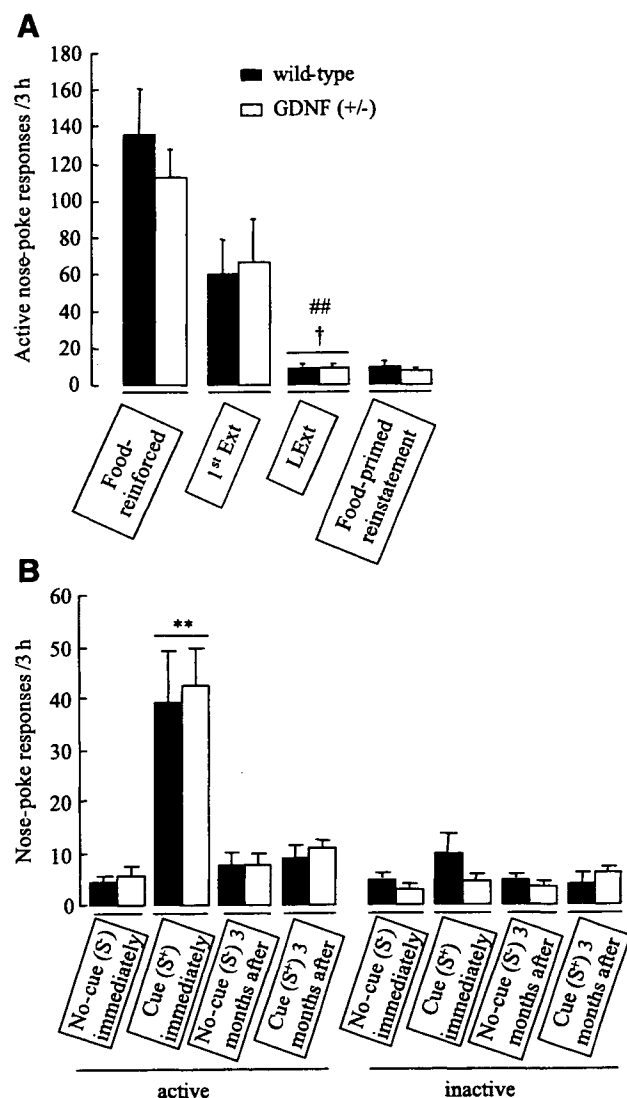 A
Active nose-poke responses /3 h
180
160
140
120
100
80
60
40
20
0
wild-type
GDNF (+/-)
##
†
Food-
reinforced
1st Ext
LExt
Food-primed
reinstatement
B
Nose-poke responses /3 h
60
50
40
30
20
10
0
**
No-cue (S-)
immediately
Cue (S+)
immediately
No-cue (S-) 3
months after
Cue (S+) 3
months after
No-cue (S-)
immediately
Cue (S+)
immediately
No-cue (S-) 3
months after
Cue (S+) 3
months after
active
inactive